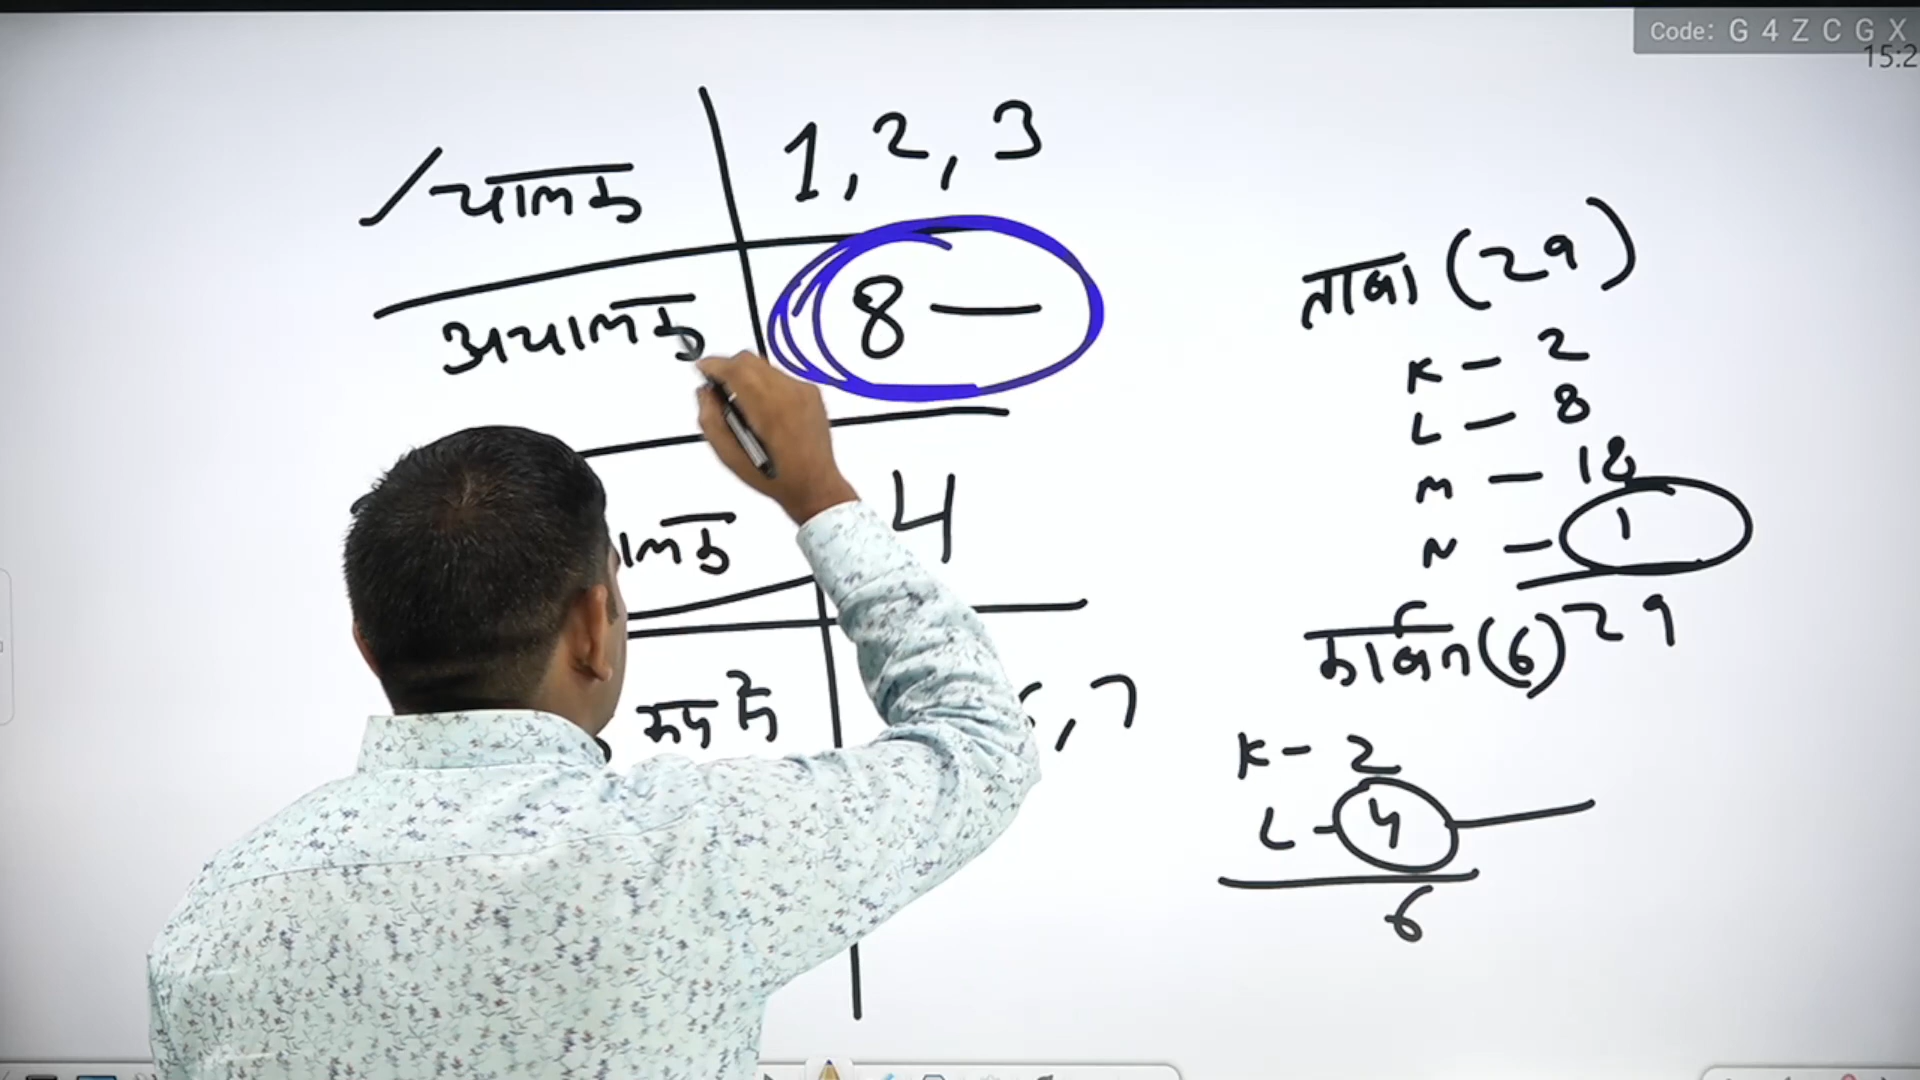 Code: G 4 Z C G X
15:2
चालक 1, 2, 3
अचालक 8 —
4
रूप में , 7
तांबा (29)
K - 2
L - 8
M - 18
N - 1
29
कार्बन (6)
K - 2
L - 4
6